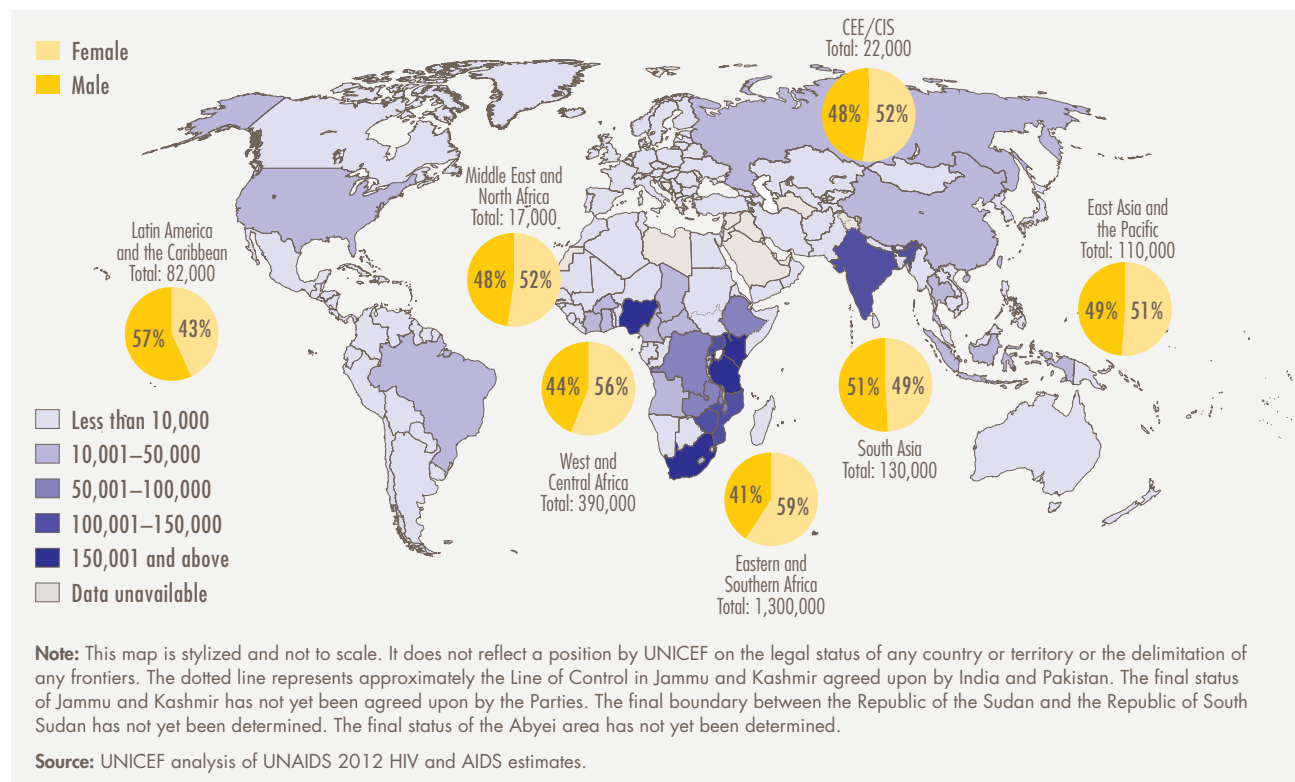 Female
Male
CEE/CIS
Total: 22,000
48%
52%
Middle East and
North Africa
Total: 17,000
48%
52%
Latin America
and the Caribbean
Total: 82,000
57%
43%
East Asia and
the Pacific
Total: 110,000
49%
51%
44%
56%
West and
Central Africa
Total: 390,000
51%
49%
South Asia
Total: 130,000
41%
59%
Eastern and
Southern Africa
Total: 1,300,000
Less than 10,000
10,001–50,000
50,001–100,000
100,001–150,000
150,001 and above
Data unavailable
Note: This map is stylized and not to scale. It does not reflect a position by UNICEF on the legal status of any country or territory or the delimitation of
any frontiers. The dotted line represents approximately the Line of Control in Jammu and Kashmir agreed upon by India and Pakistan. The final status
of Jammu and Kashmir has not yet been agreed upon by the Parties. The final boundary between the Republic of the Sudan and the Republic of South
Sudan has not yet been determined. The final status of the Abyei area has not yet been determined.
Source: UNICEF analysis of UNAIDS 2012 HIV and AIDS estimates.